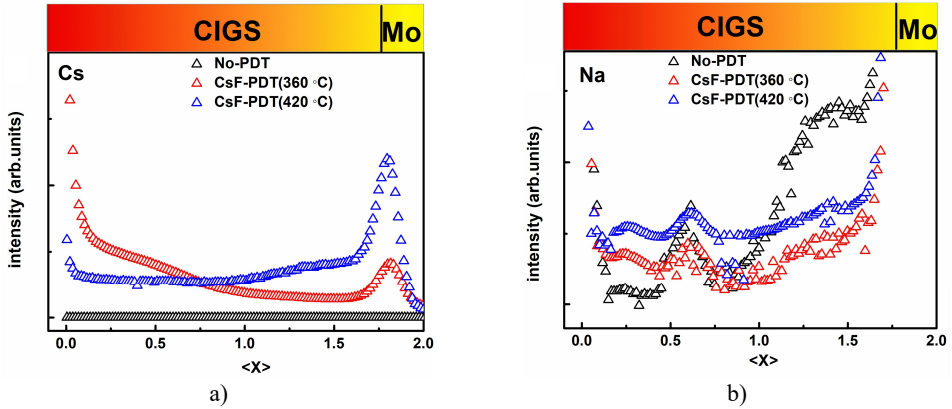 a)
CIGS Mo
Cs
No-PDT
CsF-PDT(360 °C)
CsF-PDT(420 °C)
intensity (arb.units)
0.0 0.5 1.0 1.5 2.0
<X>
a)
b)
CIGS Mo
Na
No-PDT
CsF-PDT(360 °C)
CsF-PDT(420 °C)
intensity (arb.units)
0.0 0.5 1.0 1.5 2.0
<X>
b)